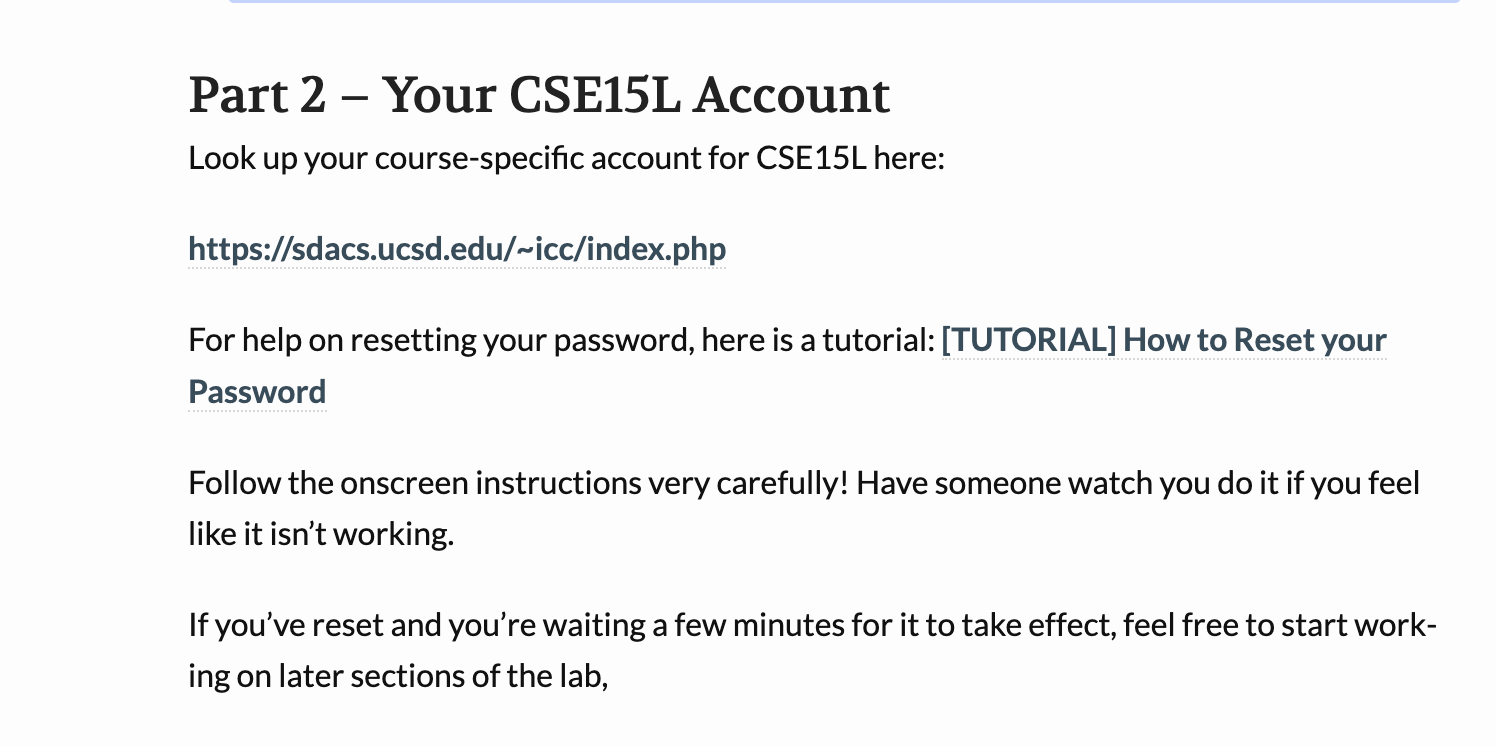 Part 2 – Your CSE15L Account
Look up your course-specific account for CSE15L here:
https://sdacs.ucsd.edu/~icc/index.php
For help on resetting your password, here is a tutorial: [TUTORIAL] How to Reset your
Password
Follow the onscreen instructions very carefully! Have someone watch you do it if you feel
like it isn’t working.
If you’ve reset and you’re waiting a few minutes for it to take effect, feel free to start work-
ing on later sections of the lab,